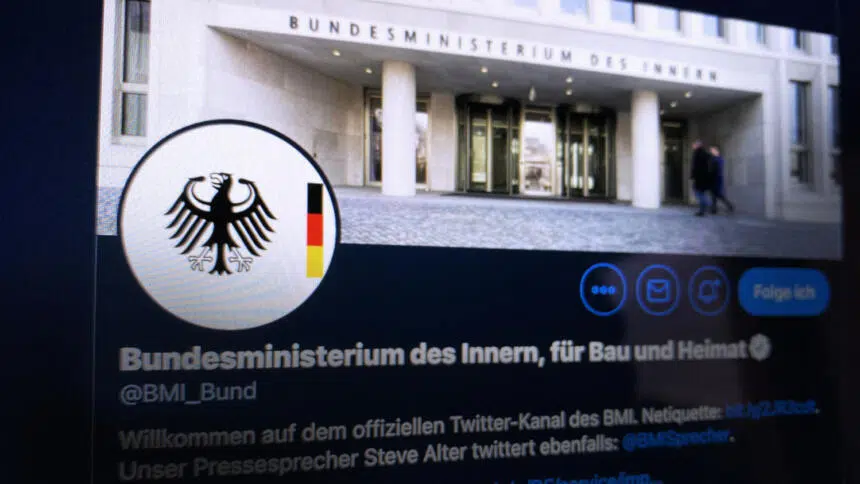 BUNDESMINISTERIUM DES INNERN
Folge ich
Bundesministerium des Innern, für Bau und Heimat
@BMI_Bund
Willkommen auf dem offiziellen Twitter-Kanal des BMI. Netiquette:
Unser Pressesprecher Steve Alter twittert ebenfalls: @BMISprecher.